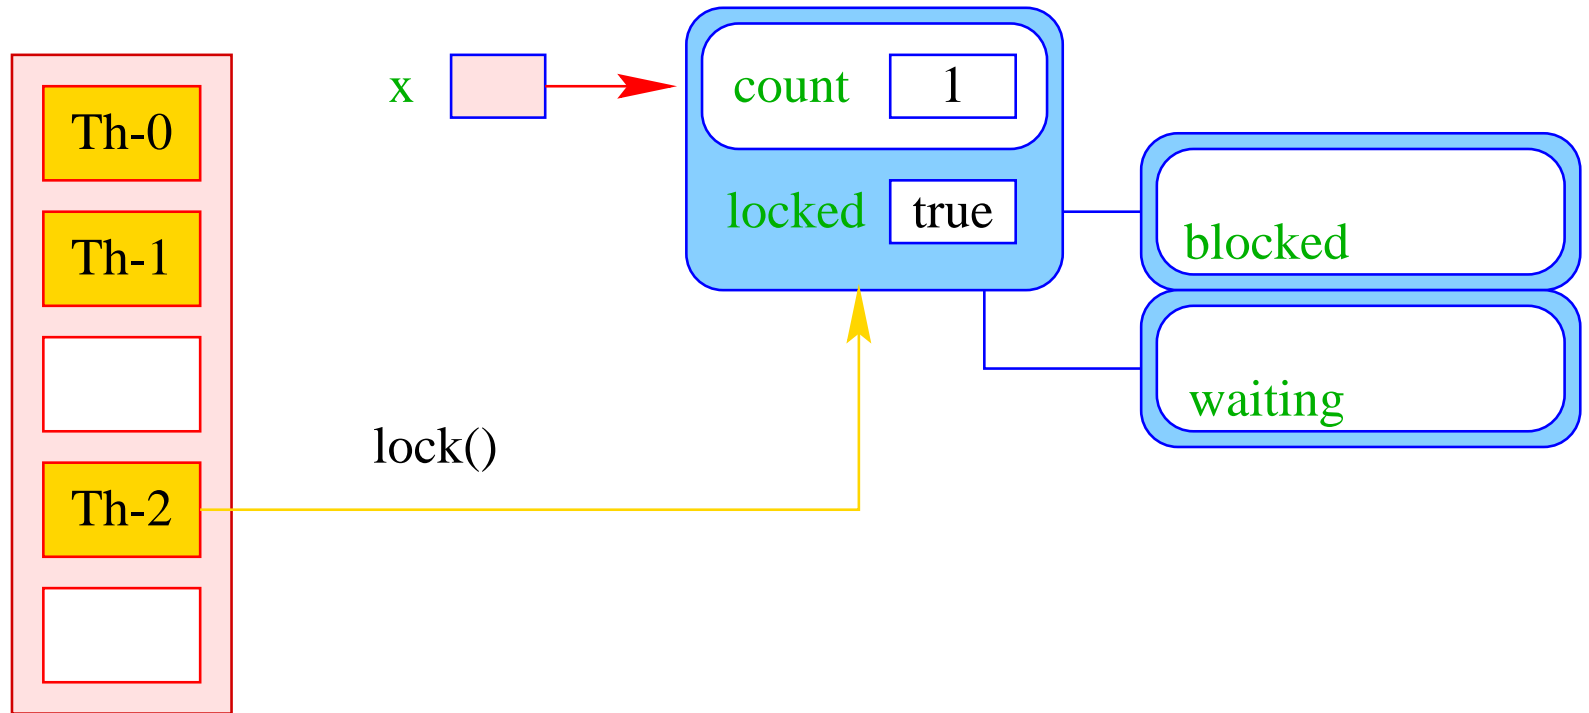 Th-0
Th-1
Th-2
x
count
1
locked
true
blocked
waiting
lock()